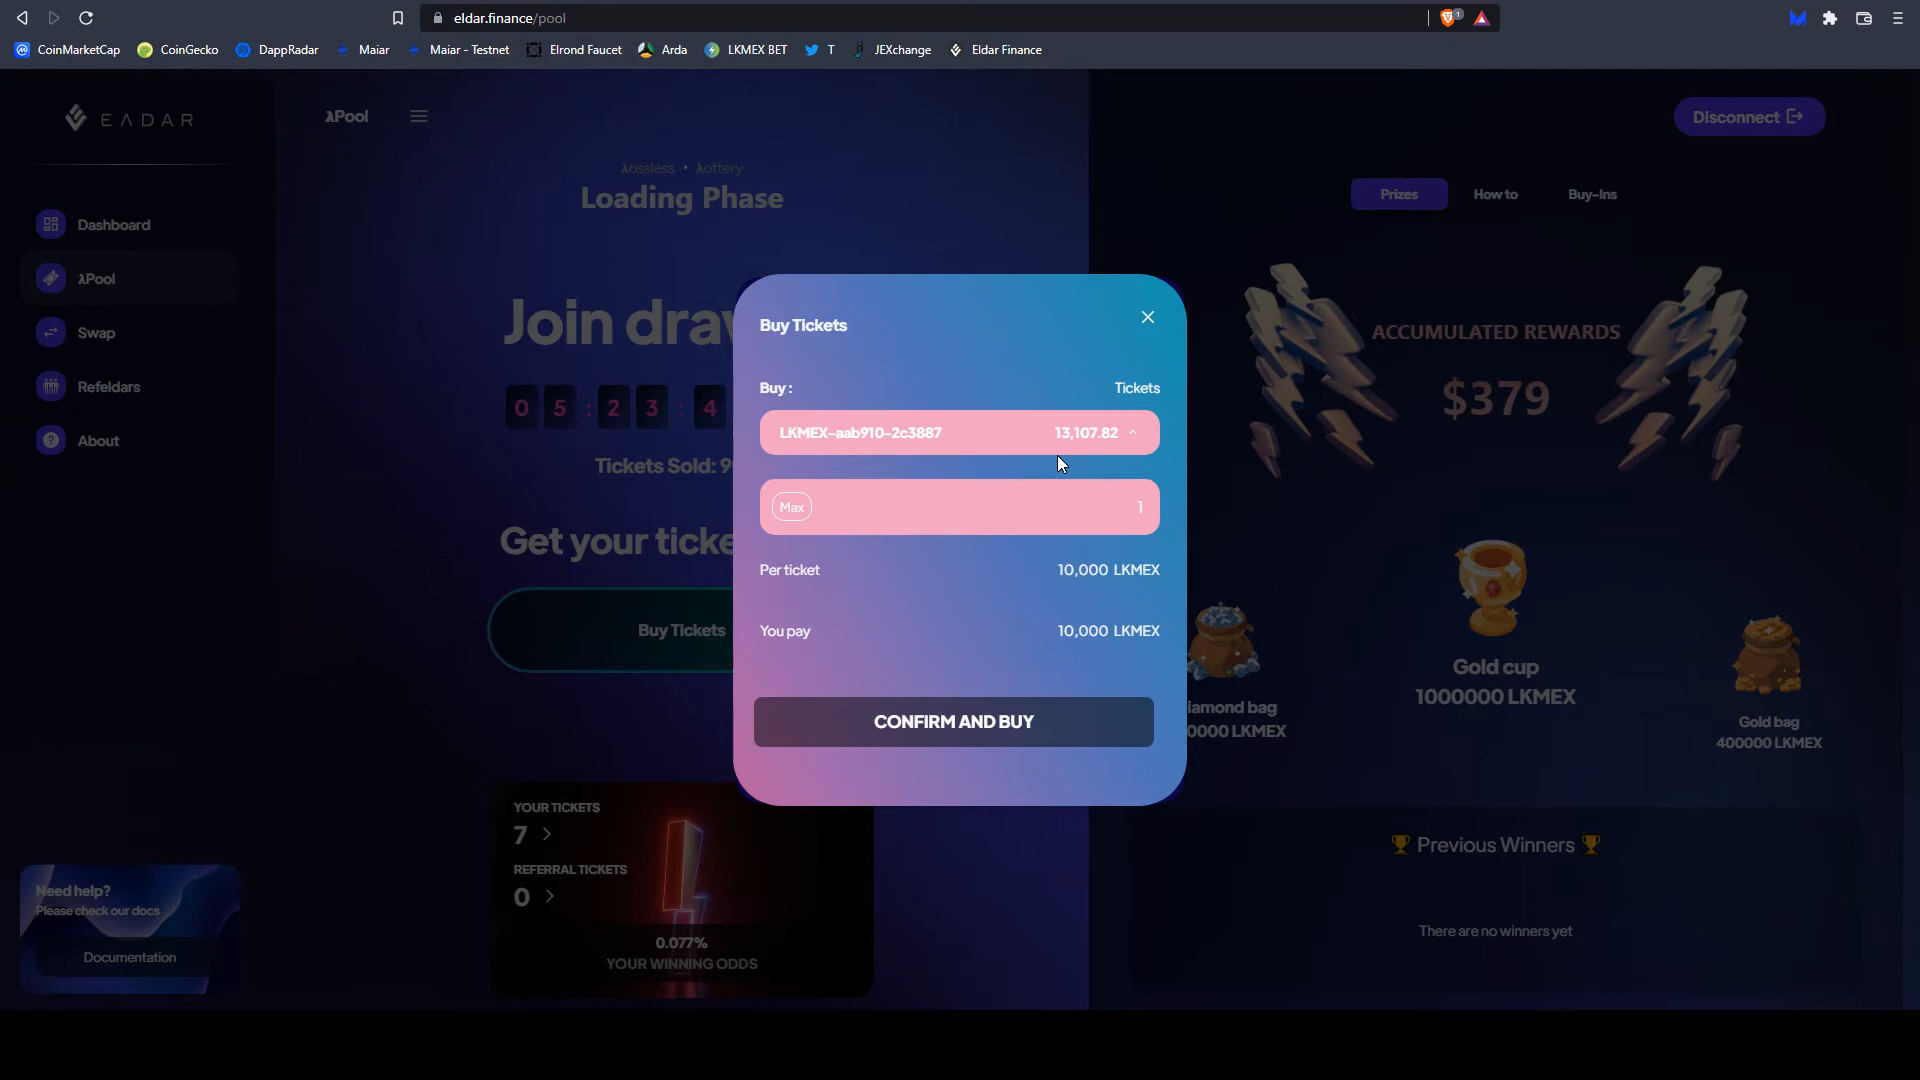 eldar.finance/pool
1
CoinMarketCap
CoinGecko
DappRadar
Maiar
Maiar - Testnet
Elrond Faucet
Arda
LKMEX BET
T
JEXchange
Eldar Finance
EΛDAR
Dashboard
λPool
Swap
Refeldars
About
Need help?
Please check our docs
Documentation
λPool
λossless • λottery
Loading Phase
Join draw
0 5 : 2 3 : 4
Tickets Sold: 9
Get your ticke
Buy Tickets
YOUR TICKETS
7 >
REFERRAL TICKETS
0 >
0.077%
YOUR WINNING ODDS
Buy Tickets
Buy :
Tickets
LKMEX-aab910-2c3887 13,107.82
Max 1
Per ticket 10,000 LKMEX
You pay 10,000 LKMEX
CONFIRM AND BUY
Disconnect
Prizes How to Buy-Ins
ACCUMULATED REWARDS
$379
Gold cup
1000000 LKMEX
iamond bag
0000 LKMEX
Gold bag
400000 LKMEX
🏆 Previous Winners 🏆
There are no winners yet